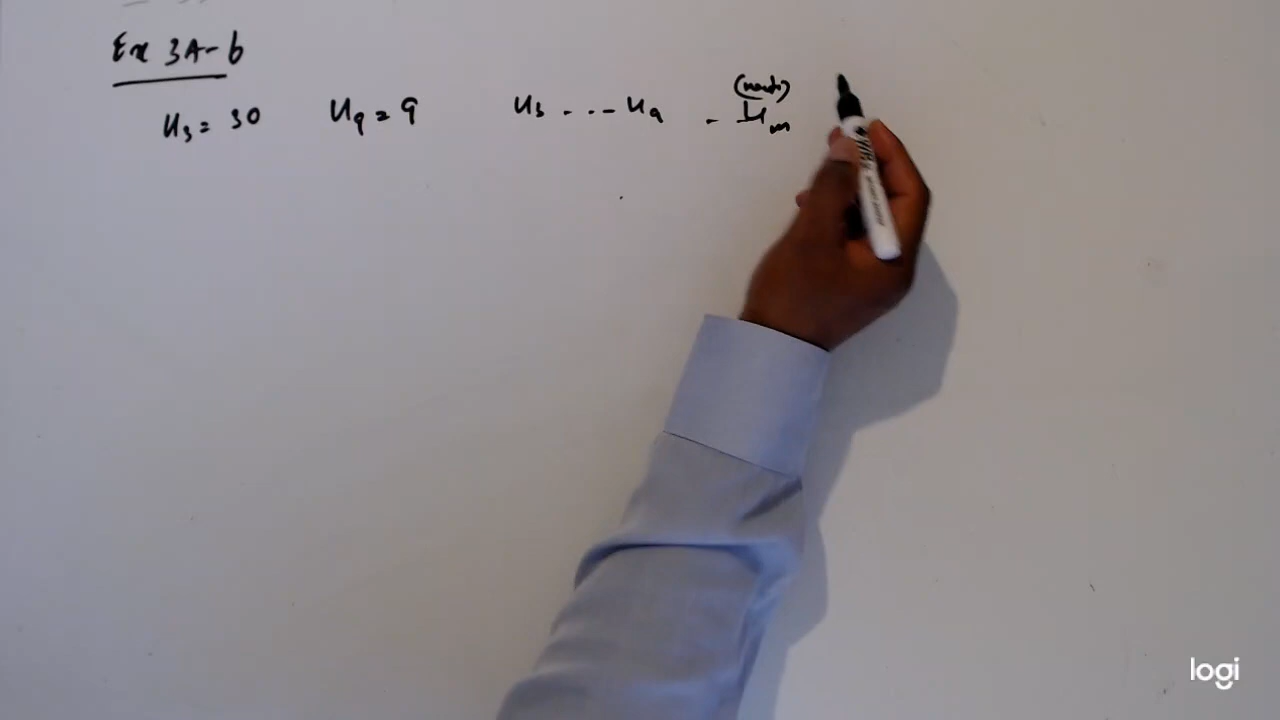 Ex 3A-6
U₃ = 30 U₉ = 9 U₃ ... U₉ - Uₘ
logi